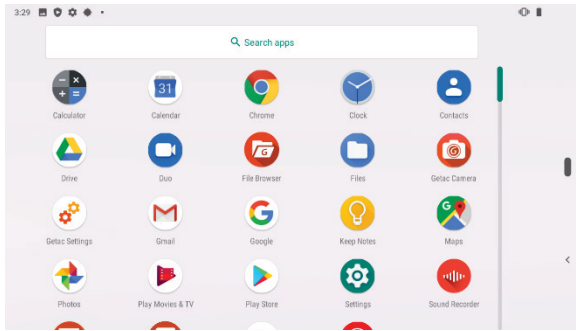 3:29
Search apps
31
Calculator Calendar Chrome Clock Contacts
G
Drive Duo File Browser Files Getac Camera
G G
Getac Settings Gmail Google Keep Notes Maps
Photos Play Movies & TV Play Store Settings Sound Recorder